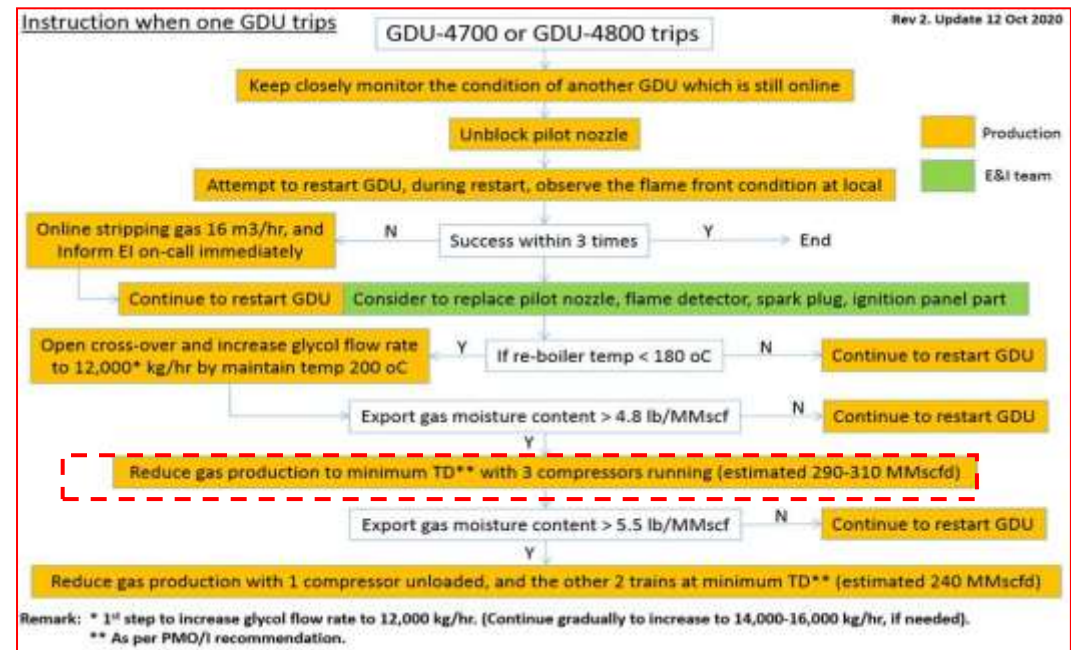 Instruction when one GDU trips
Rev 2. Update 12 Oct 2020
GDU-4700 or GDU-4800 trips
Keep closely monitor the condition of another GDU which is still online
Unblock pilot nozzle
Production
E&I team
Attempt to restart GDU, during restart, observe the flame front condition at local
Online stripping gas 16 m3/hr, and
Inform EI on-call immediately
N
Success within 3 times
Y
End
Continue to restart GDU
Consider to replace pilot nozzle, flame detector, spark plug, ignition panel part
Open cross-over and increase glycol flow rate
to 12,000* kg/hr by maintain temp 200 oC
Y
If re-boiler temp < 180 oC
N
Continue to restart GDU
Export gas moisture content > 4.8 lb/MMscf
N
Continue to restart GDU
Y
Reduce gas production to minimum TD** with 3 compressors running (estimated 290-310 MMscfd)
Export gas moisture content > 5.5 lb/MMscf
N
Continue to restart GDU
Y
Reduce gas production with 1 compressor unloaded, and the other 2 trains at minimum TD** (estimated 240 MMscfd)
Remark: * 1st step to increase glycol flow rate to 12,000 kg/hr. (Continue gradually to increase to 14,000-16,000 kg/hr, if needed).
** As per PMO/I recommendation.